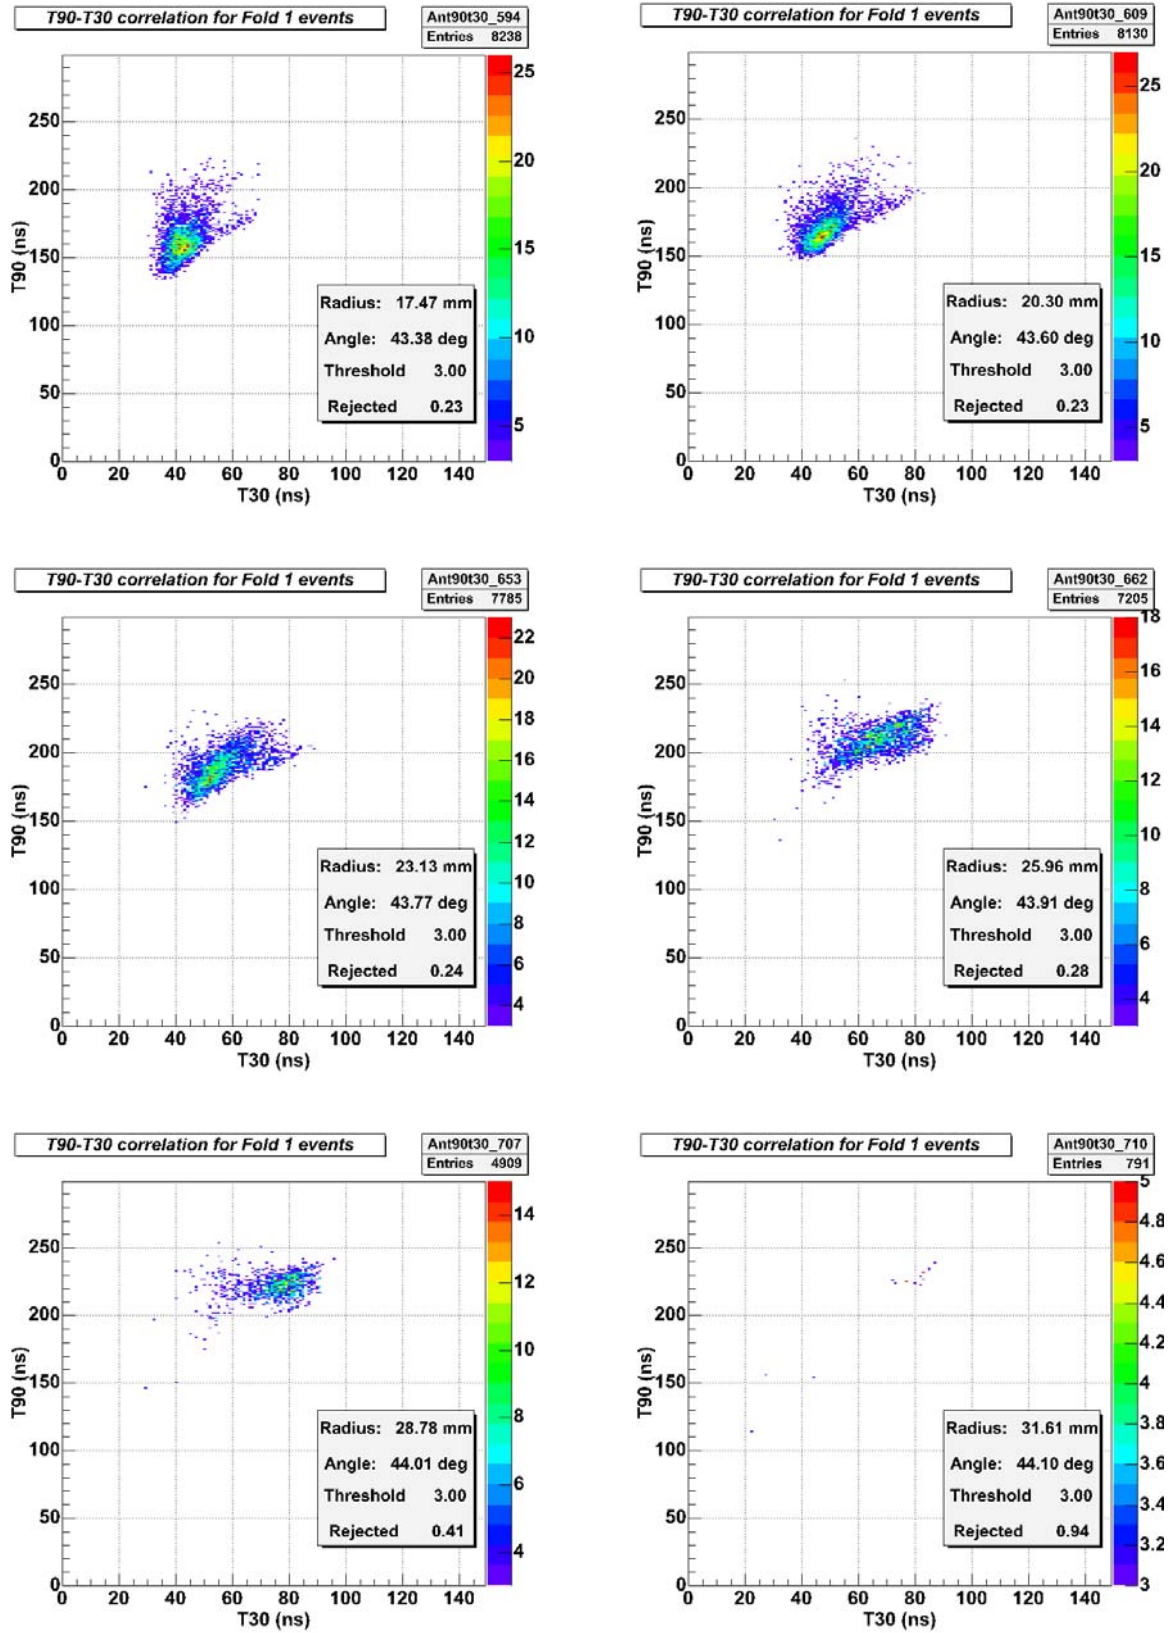 T90-T30 correlation for Fold 1 events
Ant90t30_594
Entries 8238
25
20
15
10
5
T90 (ns)
250
200
150
100
50
0
Radius: 17.47 mm
Angle: 43.38 deg
Threshold 3.00
Rejected 0.23
0 20 40 60 80 100 120 140
T30 (ns)
T90-T30 correlation for Fold 1 events
Ant90t30_609
Entries 8130
25
20
15
10
5
T90 (ns)
250
200
150
100
50
0
Radius: 20.30 mm
Angle: 43.60 deg
Threshold 3.00
Rejected 0.23
0 20 40 60 80 100 120 140
T30 (ns)
T90-T30 correlation for Fold 1 events
Ant90t30_653
Entries 7785
22
20
18
16
14
12
10
8
6
4
T90 (ns)
250
200
150
100
50
0
Radius: 23.13 mm
Angle: 43.77 deg
Threshold 3.00
Rejected 0.24
0 20 40 60 80 100 120 140
T30 (ns)
T90-T30 correlation for Fold 1 events
Ant90t30_662
Entries 7205
18
16
14
12
10
8
6
4
T90 (ns)
250
200
150
100
50
0
Radius: 25.96 mm
Angle: 43.91 deg
Threshold 3.00
Rejected 0.28
0 20 40 60 80 100 120 140
T30 (ns)
T90-T30 correlation for Fold 1 events
Ant90t30_707
Entries 4909
14
12
10
8
6
4
T90 (ns)
250
200
150
100
50
0
Radius: 28.78 mm
Angle: 44.01 deg
Threshold 3.00
Rejected 0.41
0 20 40 60 80 100 120 140
T30 (ns)
T90-T30 correlation for Fold 1 events
Ant90t30_710
Entries 791
5
4.8
4.6
4.4
4.2
4
3.8
3.6
3.4
3.2
3
T90 (ns)
250
200
150
100
50
0
Radius: 31.61 mm
Angle: 44.10 deg
Threshold 3.00
Rejected 0.94
0 20 40 60 80 100 120 140
T30 (ns)